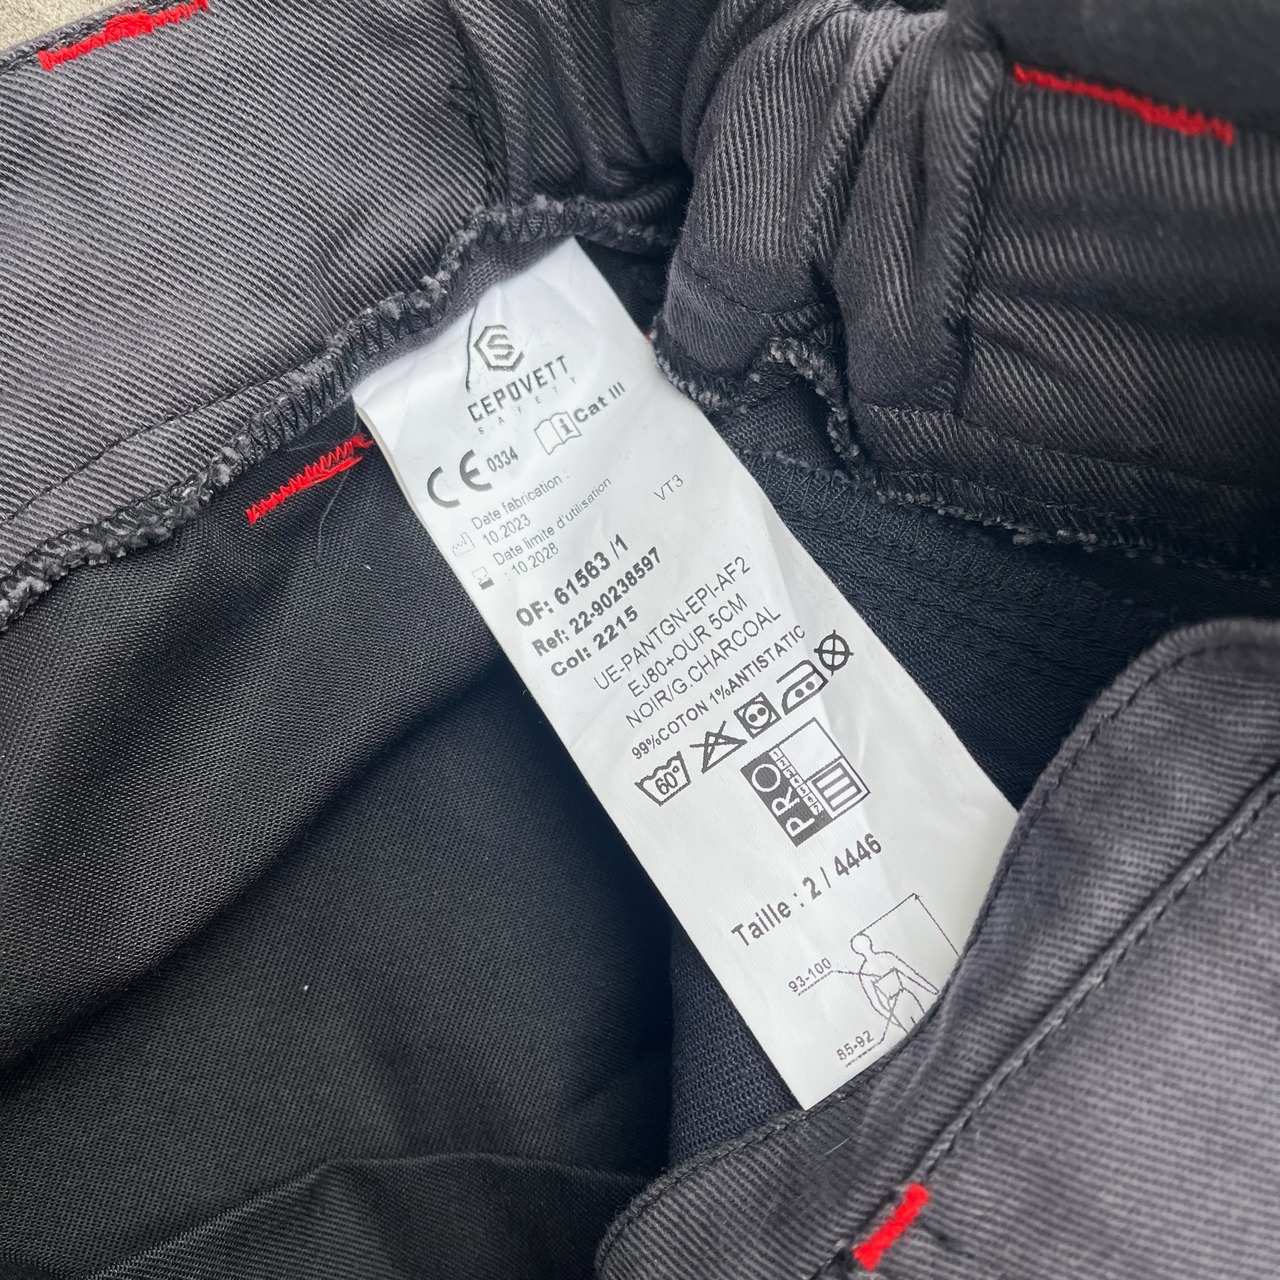 CEPOVETT
SAFETY
CE 0334
i Cat III
Date fabrication :
10.2023
Date limite d'utilisation
: 10.2028
VT3
OF: 61563 /1
Ref: 22-90238597
Col: 2215
UE-PANTGN-EPI-AF2
EJ80+OUR 5CM
NOIR/G.CHARCOAL
99%COTON 1%ANTISTATIC
60°
PRO
Taille : 2 / 4446
93-100
85-92